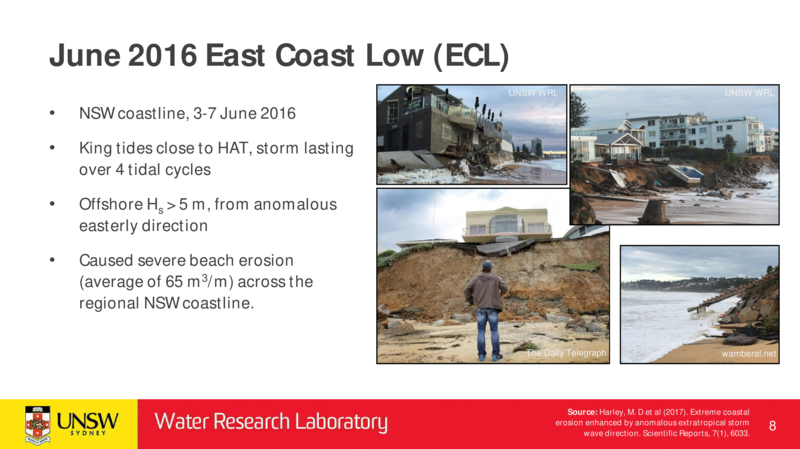 June 2016 East Coast Low (ECL)
• NSW coastline, 3-7 June 2016
• King tides close to HAT, storm lasting
over 4 tidal cycles
• Offshore Hs > 5 m, from anomalous
easterly direction
• Caused severe beach erosion
(average of 65 m³/m) across the
regional NSW coastline.
UNSW WRL
UNSW WRL
The Daily Telegraph
wamberal.net
UNSW
SYDNEY
Water Research Laboratory
Source: Harley, M. D et al (2017). Extreme coastal
erosion enhanced by anomalous extratropical storm
wave direction. Scientific Reports, 7(1), 6033.
8